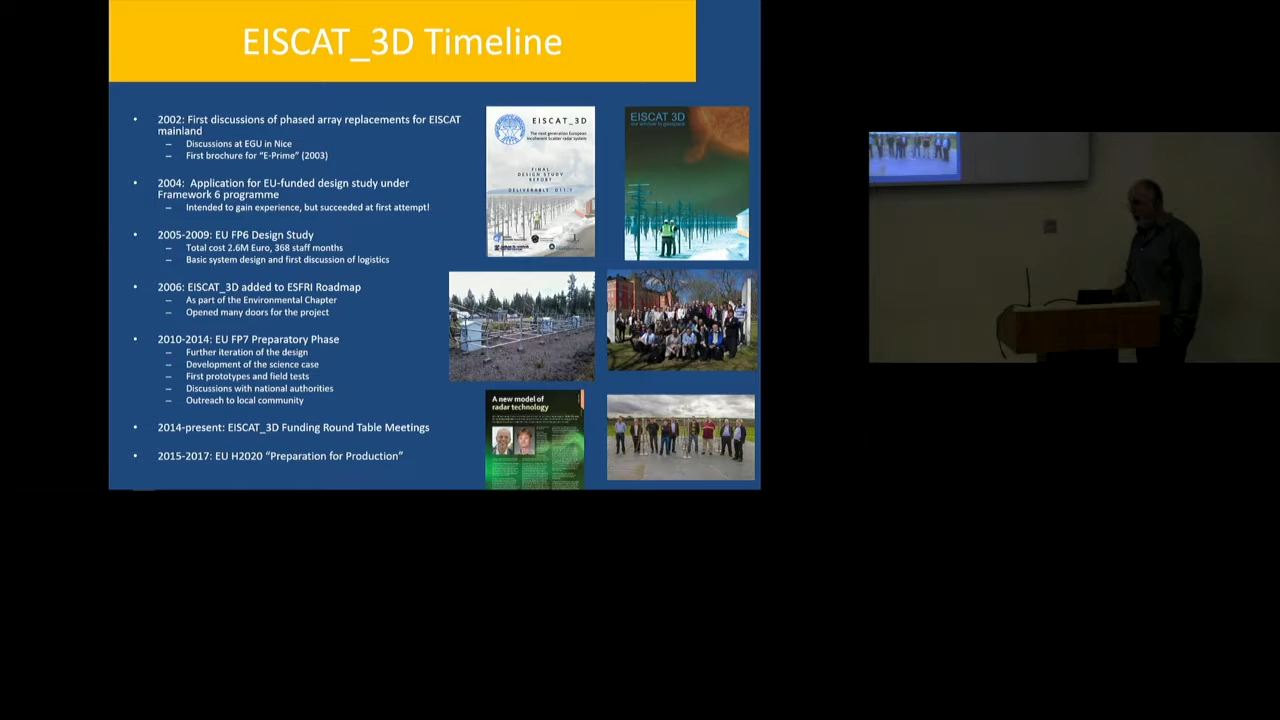 EISCAT_3D Timeline
• 2002: First discussions of phased array replacements for EISCAT
mainland
– Discussions at EGU in Nice
– First brochure for “E-Prime” (2003)
• 2004: Application for EU-funded design study under
Framework 6 programme
– Intended to gain experience, but succeeded at first attempt!
• 2005-2009: EU FP6 Design Study
– Total cost 2.6M Euro, 368 staff months
– Basic system design and first discussion of logistics
• 2006: EISCAT_3D added to ESFRI Roadmap
– As part of the Environmental Chapter
– Opened many doors for the project
• 2010-2014: EU FP7 Preparatory Phase
– Further iteration of the design
– Development of the science case
– First prototypes and field tests
– Discussions with national authorities
– Outreach to local community
• 2014-present: EISCAT_3D Funding Round Table Meetings
• 2015-2017: EU H2020 “Preparation for Production”
EISCAT_3D
The next generation European
incoherent scatter radar system
FINAL
DESIGN STUDY
REPORT
DELIVERABLE D11.1
EISCAT 3D
our window to geospace
A new model of
radar technology